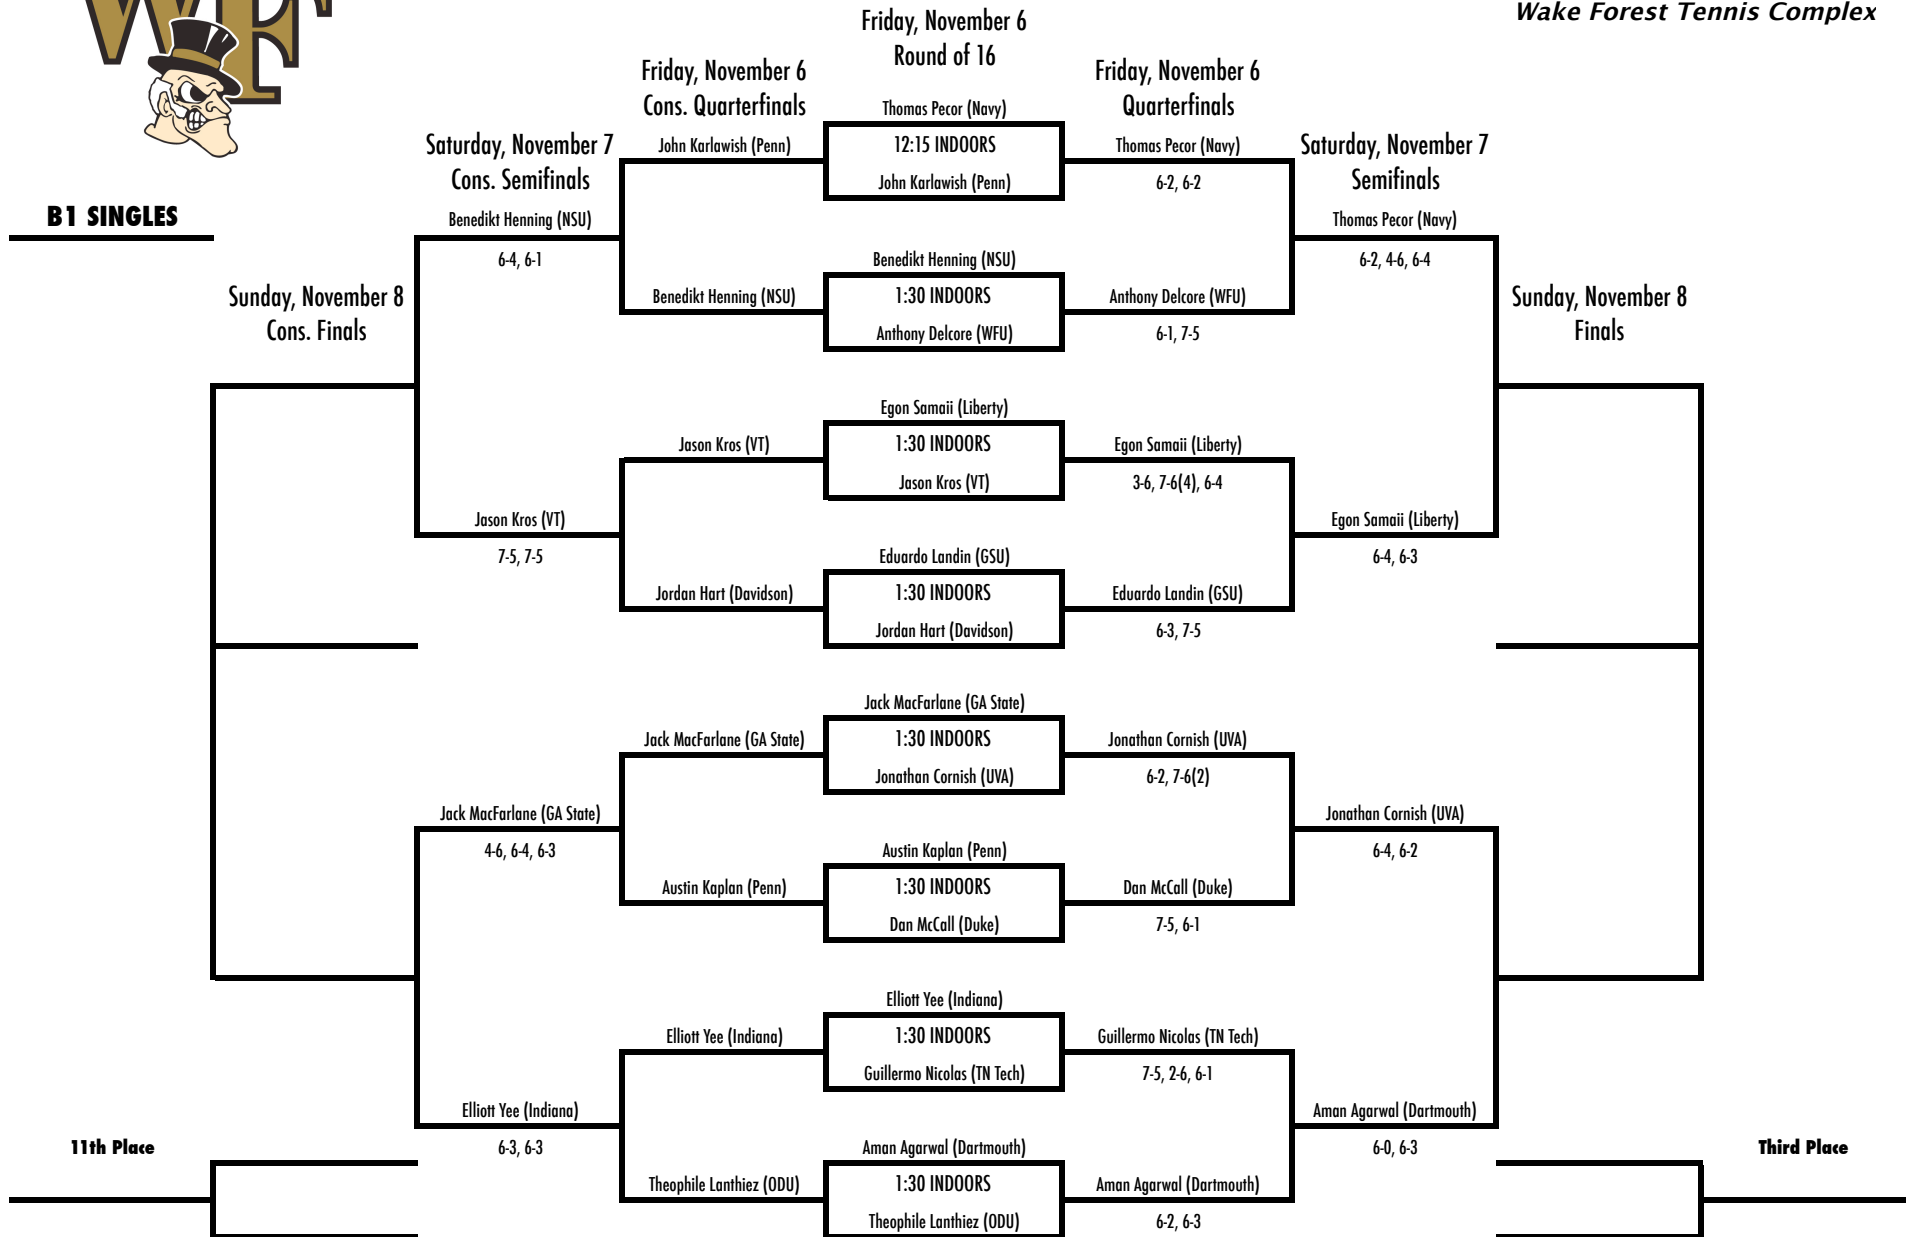 WF
Wake Forest Tennis Complex
Friday, November 6
Round of 16
Friday, November 6
Cons. Quarterfinals
Friday, November 6
Quarterfinals
Saturday, November 7
Cons. Semifinals
Saturday, November 7
Semifinals
B1 SINGLES
Sunday, November 8
Cons. Finals
Sunday, November 8
Finals
Thomas Pecor (Navy)
John Karlawish (Penn)
12:15 INDOORS
Thomas Pecor (Navy)
John Karlawish (Penn)
6-2, 6-2
Benedikt Henning (NSU)
Thomas Pecor (Navy)
6-4, 6-1
Benedikt Henning (NSU)
6-2, 4-6, 6-4
Benedikt Henning (NSU)
1:30 INDOORS
Anthony Delcore (WFU)
Anthony Delcore (WFU)
6-1, 7-5
Egon Samaii (Liberty)
Jason Kros (VT)
1:30 INDOORS
Egon Samaii (Liberty)
Jason Kros (VT)
3-6, 7-6(4), 6-4
Jason Kros (VT)
Egon Samaii (Liberty)
7-5, 7-5
Eduardo Landin (GSU)
6-4, 6-3
Jordan Hart (Davidson)
1:30 INDOORS
Eduardo Landin (GSU)
Jordan Hart (Davidson)
6-3, 7-5
Jack MacFarlane (GA State)
Jack MacFarlane (GA State)
1:30 INDOORS
Jonathan Cornish (UVA)
Jonathan Cornish (UVA)
6-2, 7-6(2)
Jack MacFarlane (GA State)
Jonathan Cornish (UVA)
4-6, 6-4, 6-3
Austin Kaplan (Penn)
6-4, 6-2
Austin Kaplan (Penn)
1:30 INDOORS
Dan McCall (Duke)
Dan McCall (Duke)
7-5, 6-1
Elliott Yee (Indiana)
Elliott Yee (Indiana)
1:30 INDOORS
Guillermo Nicolas (TN Tech)
Guillermo Nicolas (TN Tech)
7-5, 2-6, 6-1
Elliott Yee (Indiana)
Aman Agarwal (Dartmouth)
11th Place
6-3, 6-3
Aman Agarwal (Dartmouth)
6-0, 6-3
Third Place
Theophile Lanthiez (ODU)
1:30 INDOORS
Aman Agarwal (Dartmouth)
Theophile Lanthiez (ODU)
6-2, 6-3